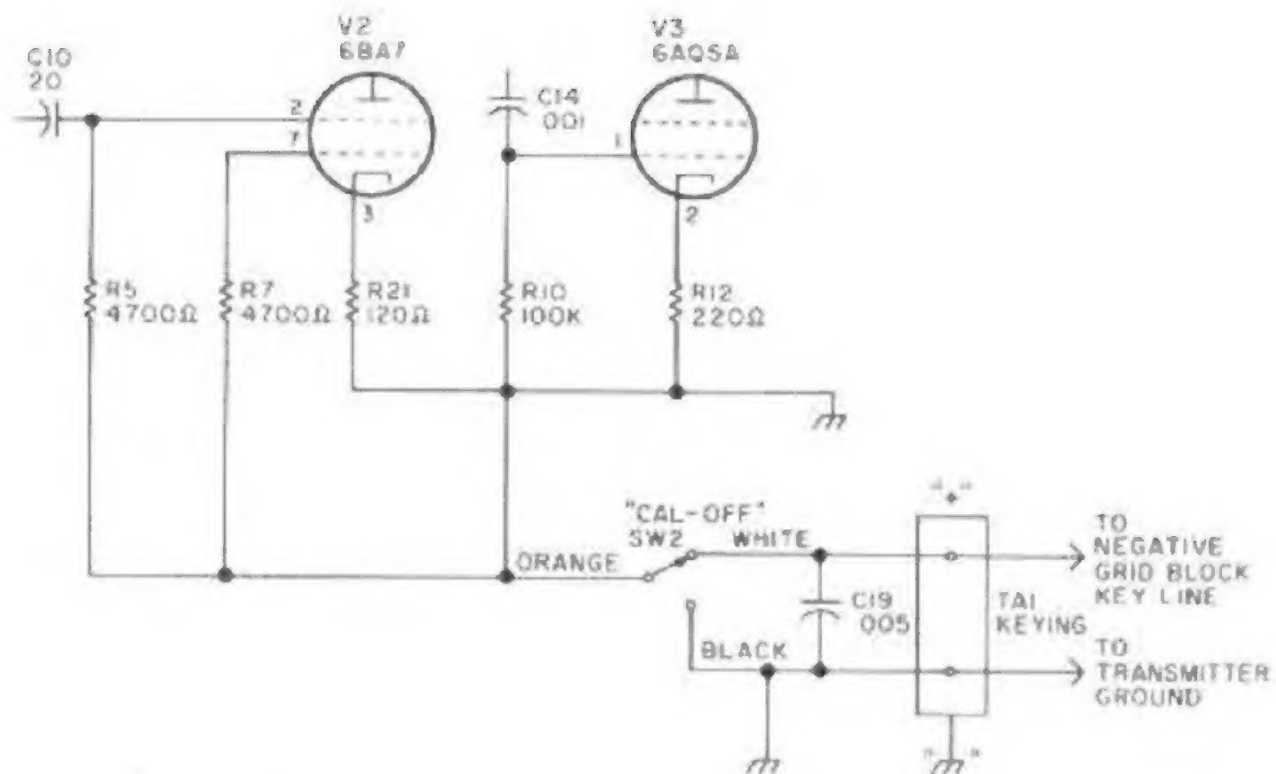 V2
6BA7
V3
6AQ5A
C10
20
C14
.001
2
7
1
3
2
R5
4700Ω
R7
4700Ω
R21
120Ω
R10
100K
R12
220Ω
"CAL-OFF"
SW2
WHITE
ORANGE
C19
.005
BLACK
TA1
KEYING
TO
NEGATIVE
GRID BLOCK
KEY LINE
TO
TRANSMITTER
GROUND